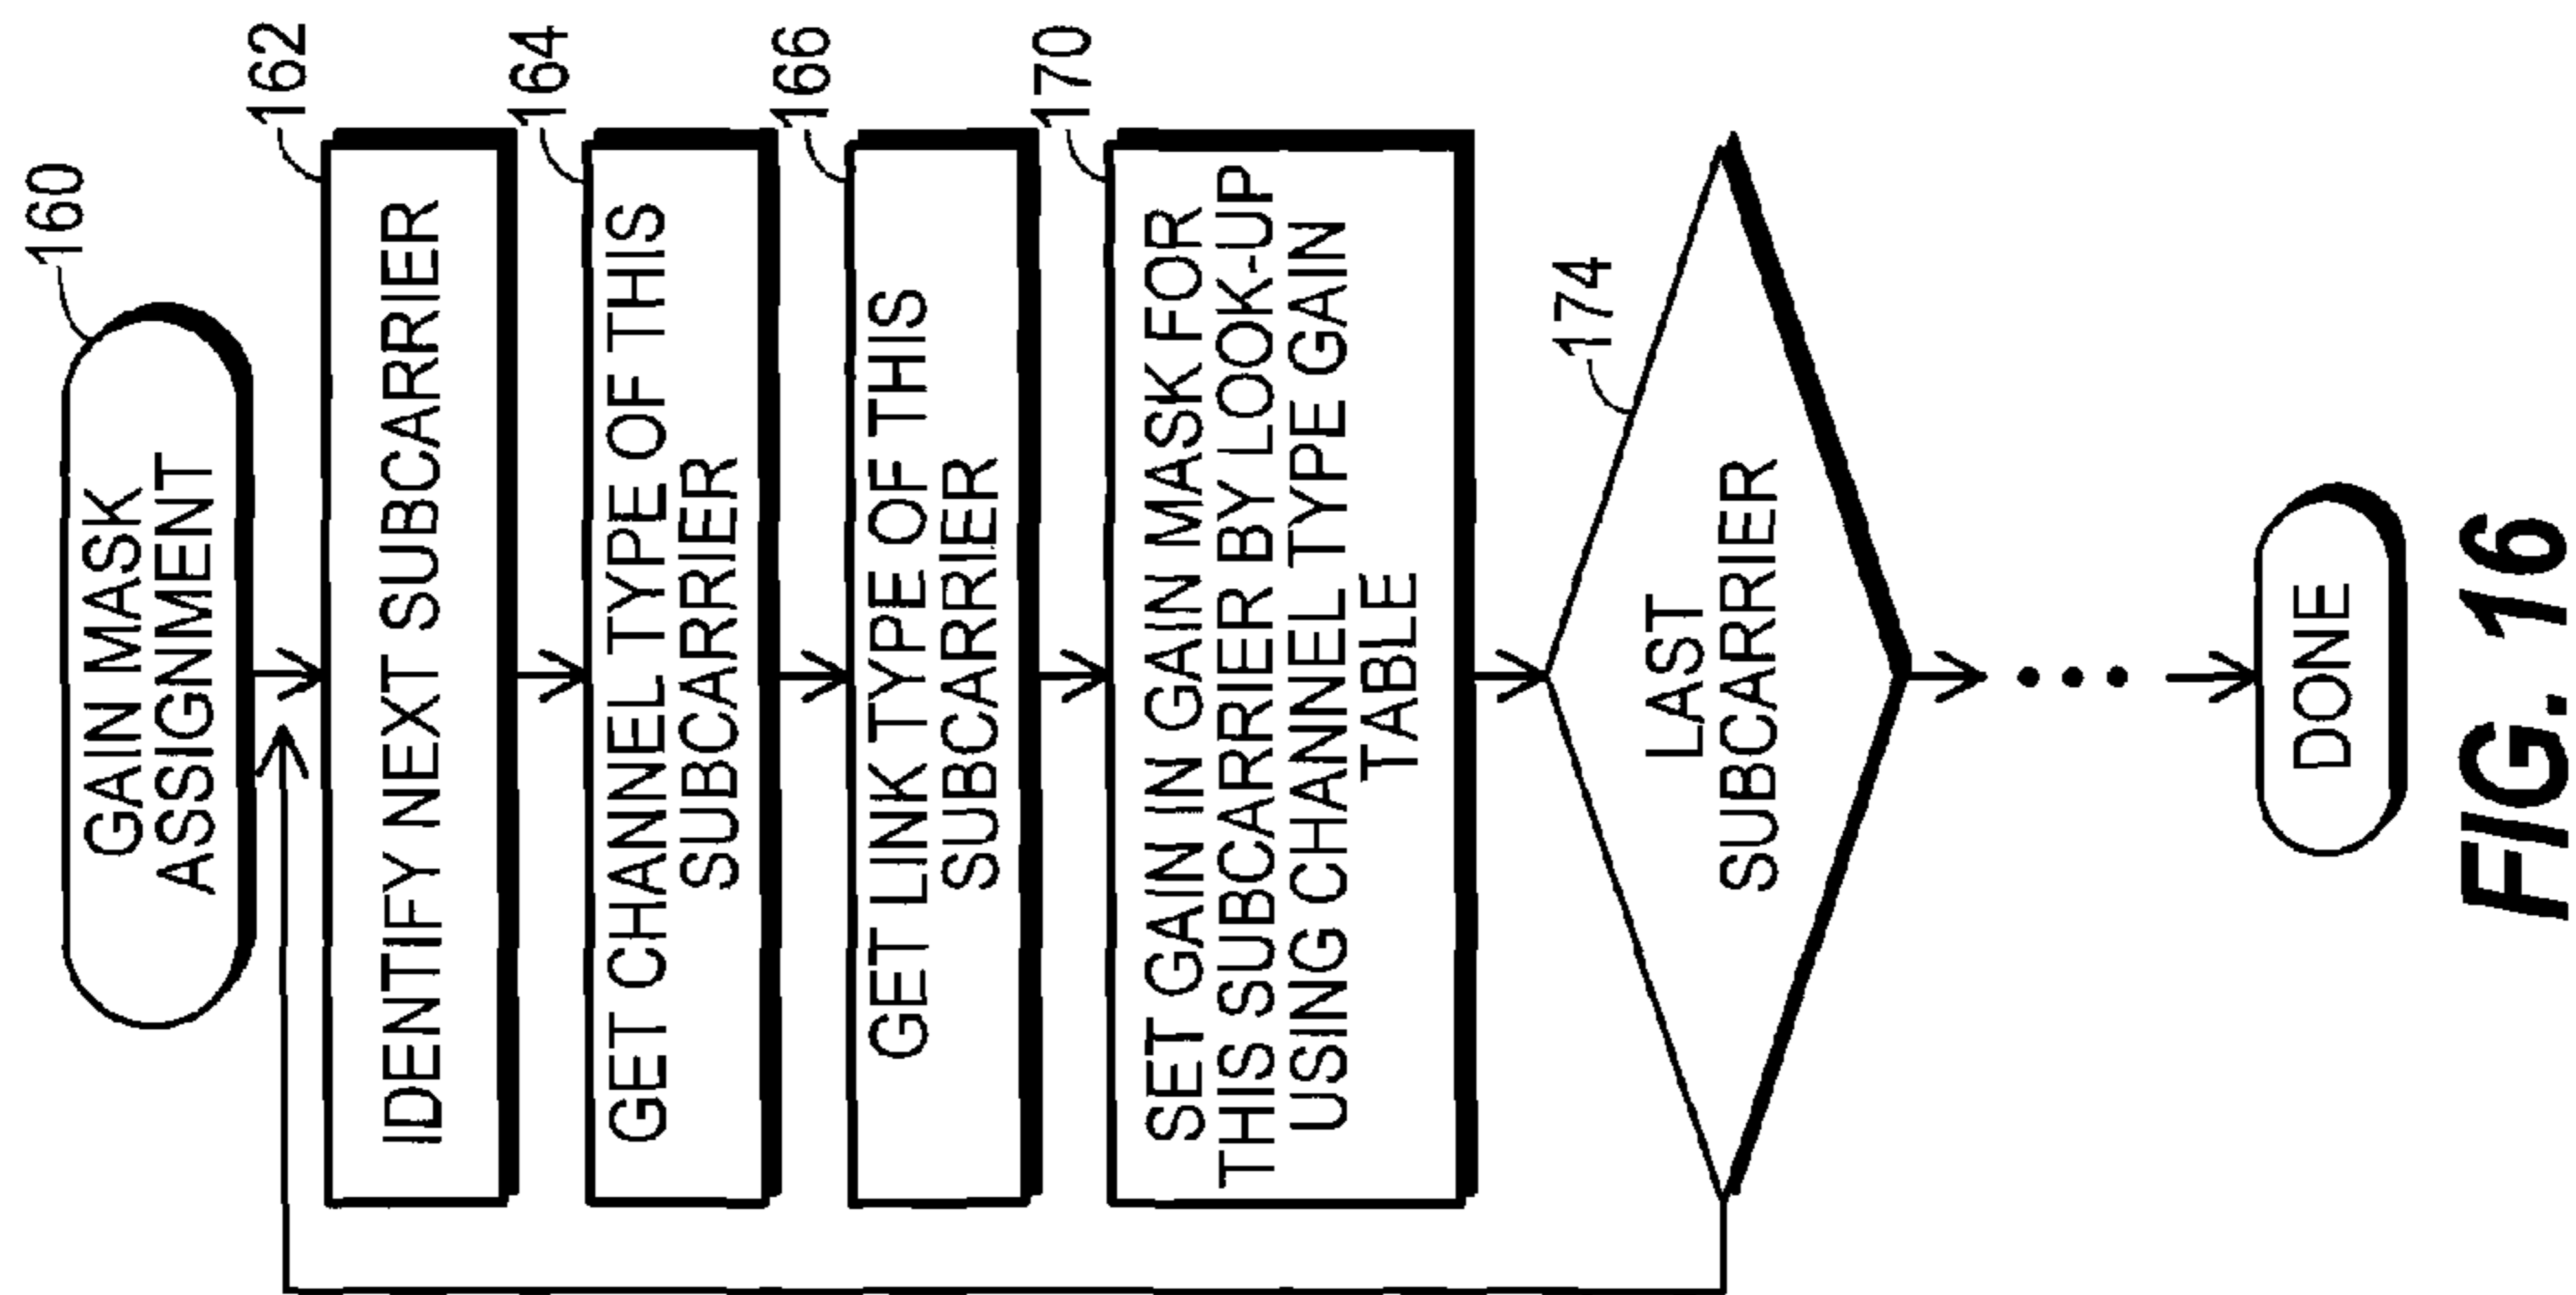 160
GAIN MASK
ASSIGNMENT
162
IDENTIFY NEXT SUBCARRIER
164
GET CHANNEL TYPE OF THIS
SUBCARRIER
166
GET LINK TYPE OF THIS
SUBCARRIER
170
SET GAIN IN GAIN MASK FOR
THIS SUBCARRIER BY LOOK-UP
USING CHANNEL TYPE GAIN
TABLE
174
LAST
SUBCARRIER
DONE
FIG. 16